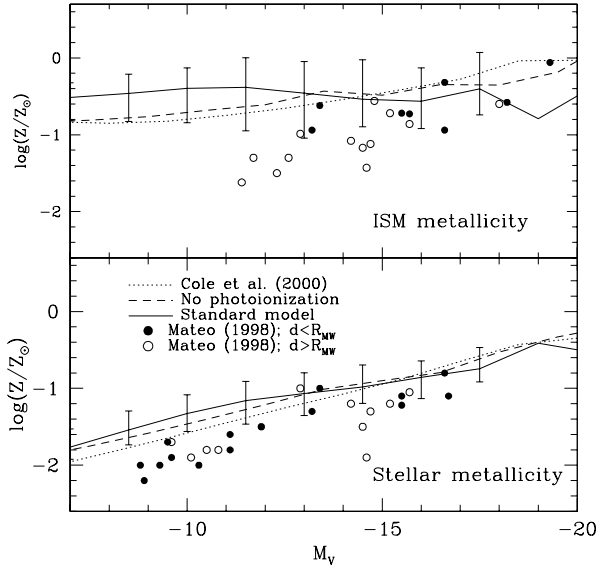 0
-1
-2
log(Z/Z⊙)
ISM metallicity
Cole et al. (2000)
No photoionization
Standard model
Mateo (1998); d<R_MW
Mateo (1998); d>R_MW
0
-1
-2
log(Z/Z⊙)
Stellar metallicity
-10
-15
-20
M_V